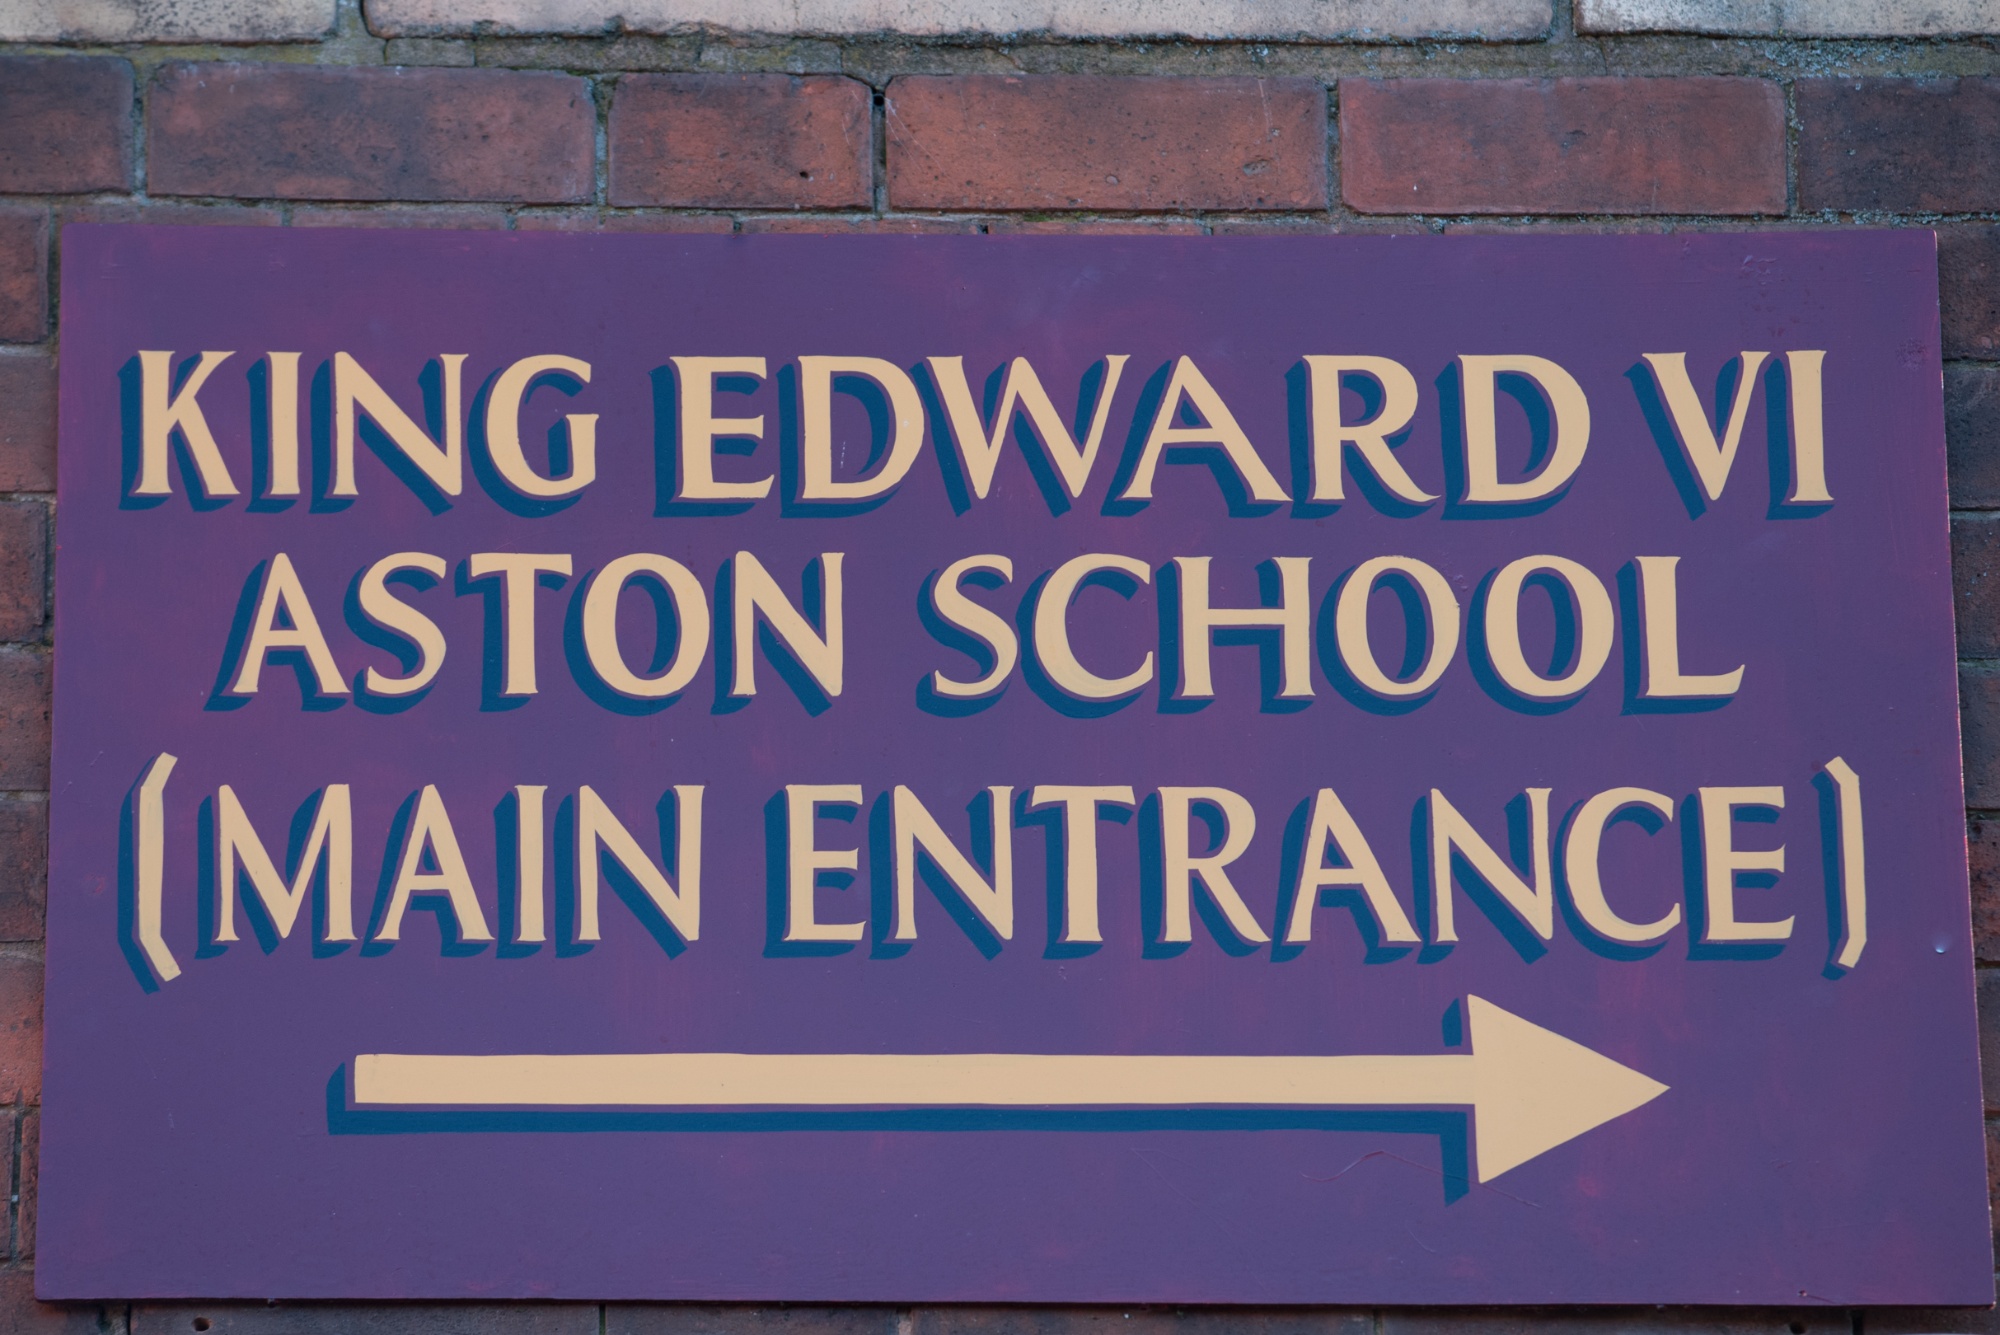 KING EDWARD VI
ASTON SCHOOL
(MAIN ENTRANCE)